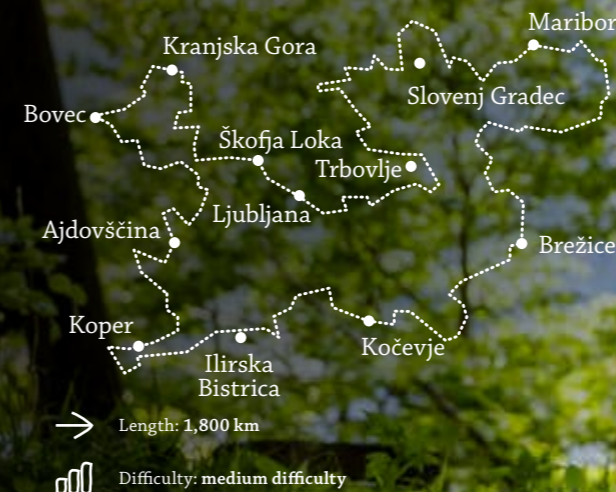 Maribor
Kranjska Gora
Slovenj Gradec
Bovec
Škofja Loka
Trbovlje
Ljubljana
Ajdovščina
Brežice
Koper
Kočevje
Ilirska
Bistrica
Length: 1,800 km
Difficulty: medium difficulty